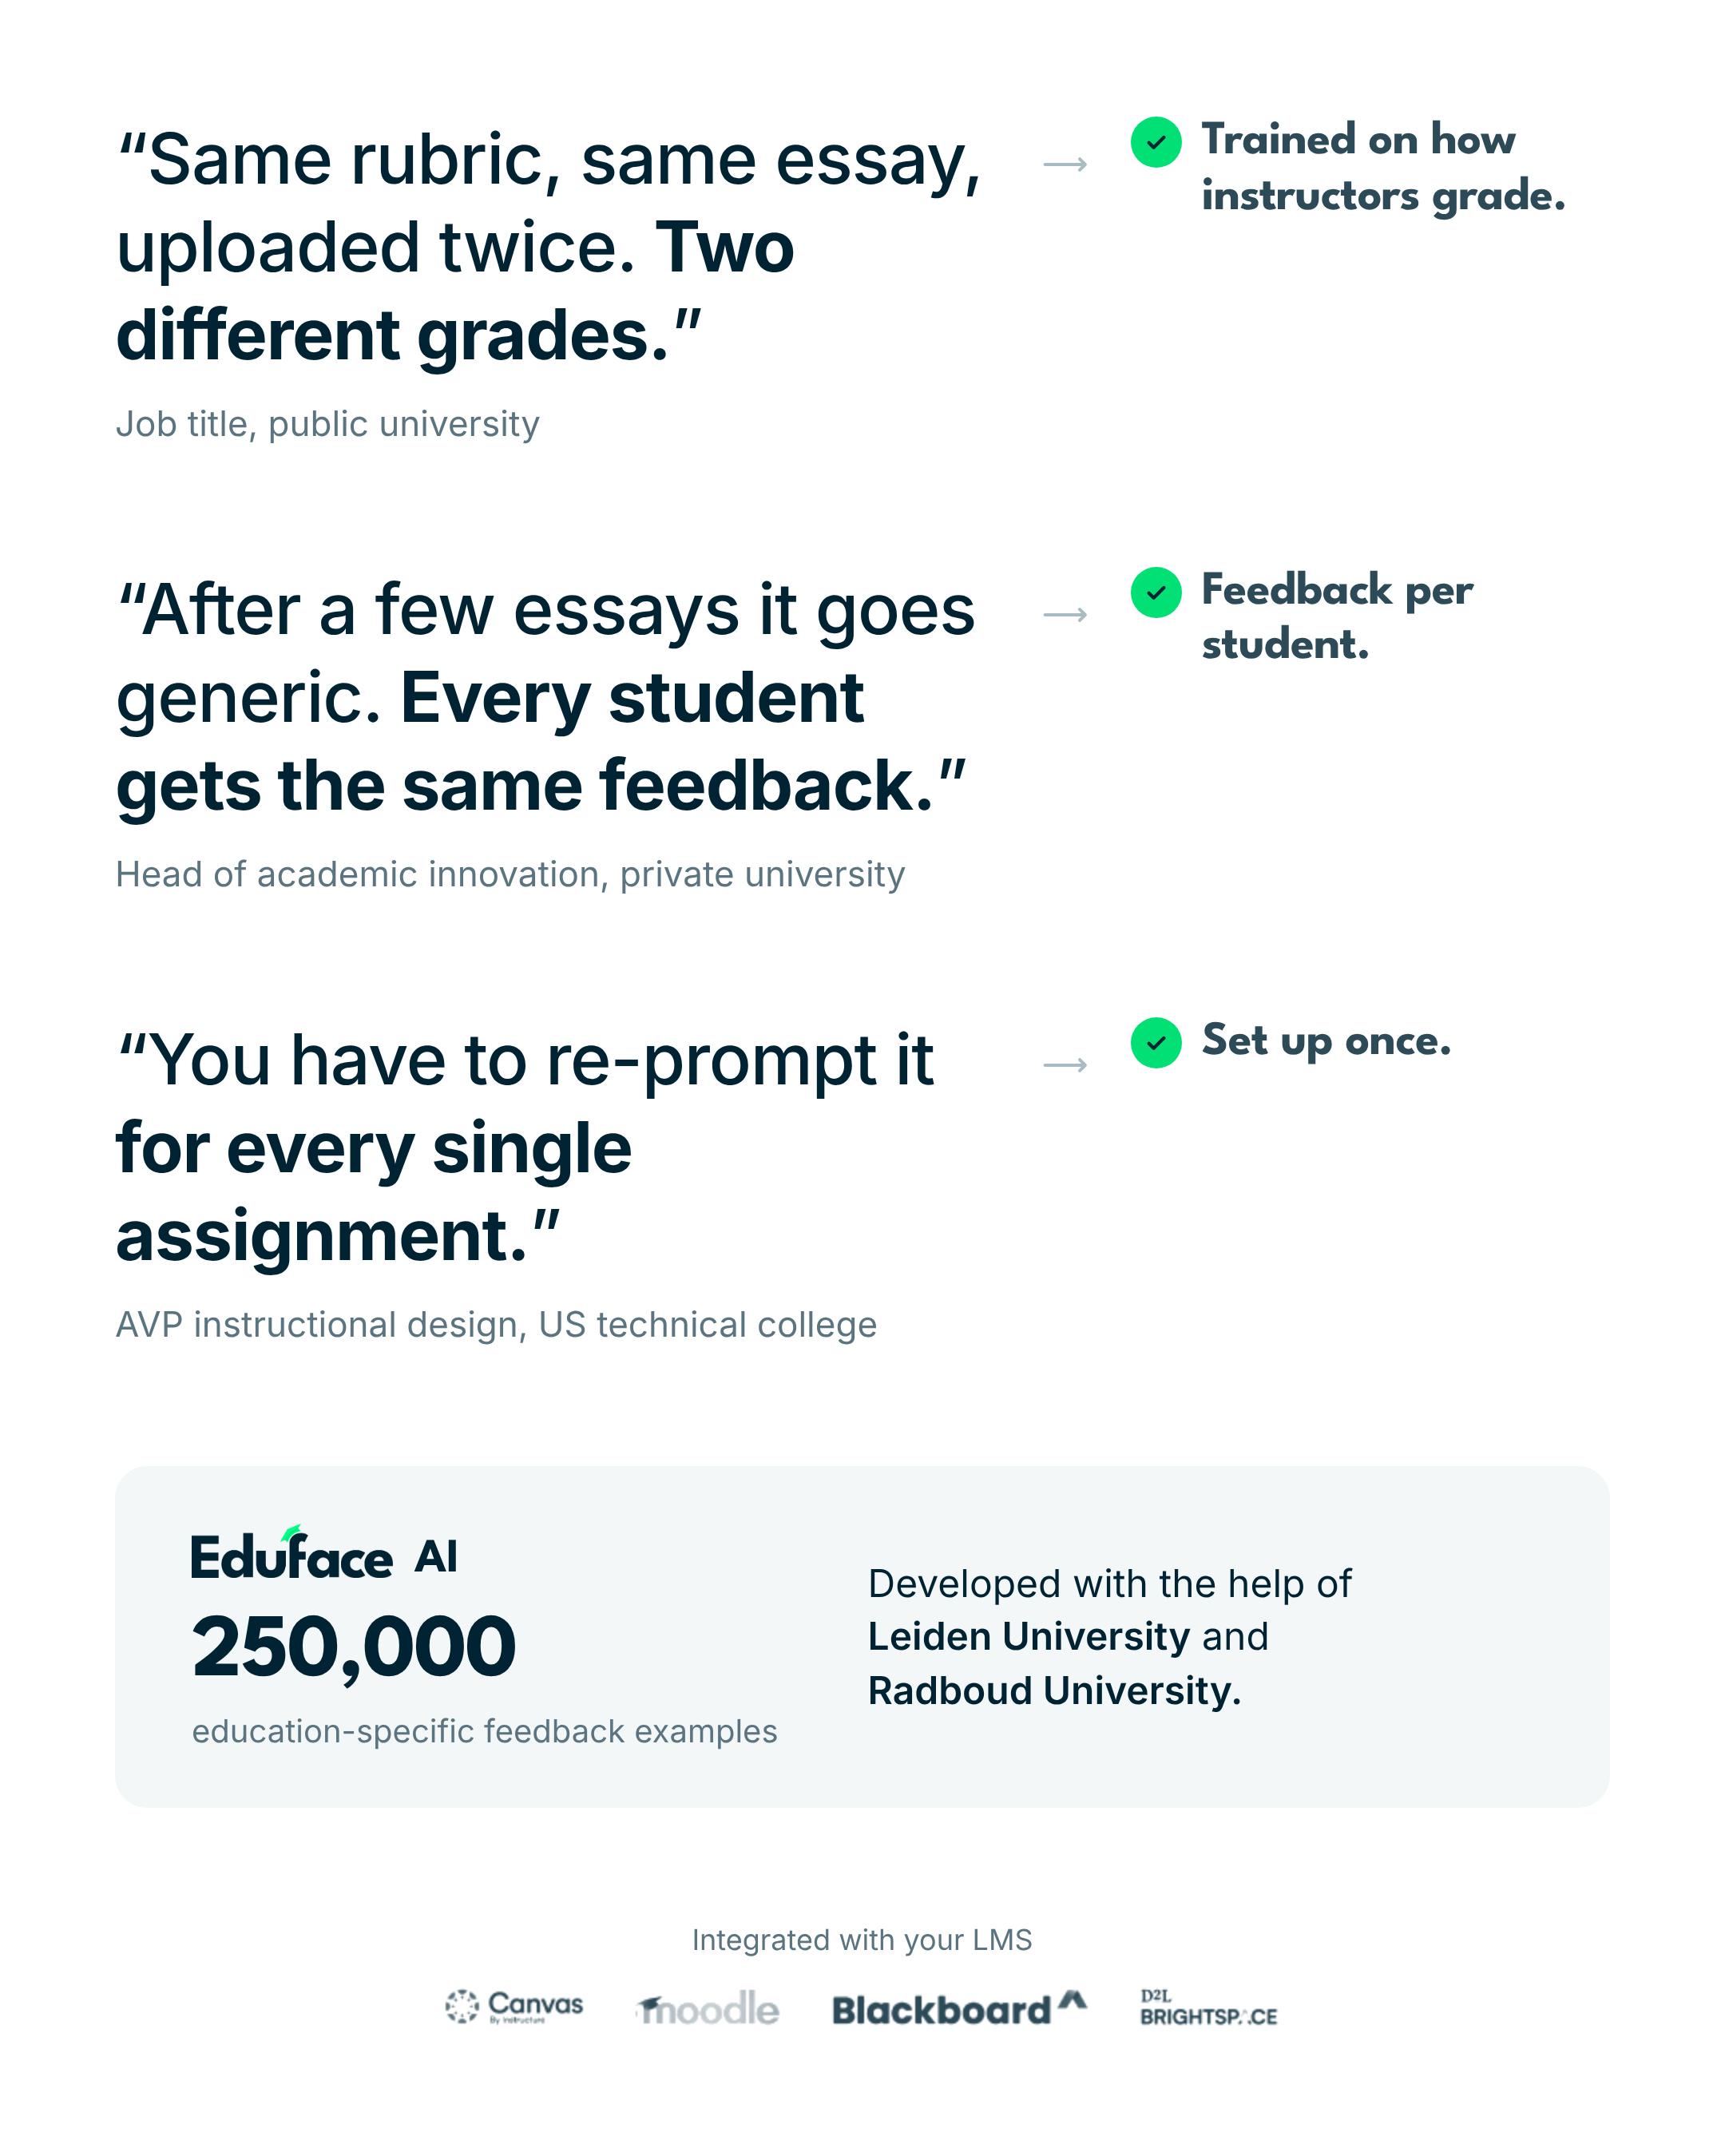 “Same rubric, same essay,
uploaded twice. Two
different grades.”
Job title, public university
Trained on how
instructors grade.
“After a few essays it goes
generic. Every student
gets the same feedback.”
Head of academic innovation, private university
Feedback per
student.
“You have to re-prompt it
for every single
assignment.”
AVP instructional design, US technical college
Set up once.
Eduface AI
250,000
education-specific feedback examples
Developed with the help of
Leiden University and
Radboud University.
Integrated with your LMS
Canvas
By Instructure
moodle
Blackboard
D2L
BRIGHTSPACE